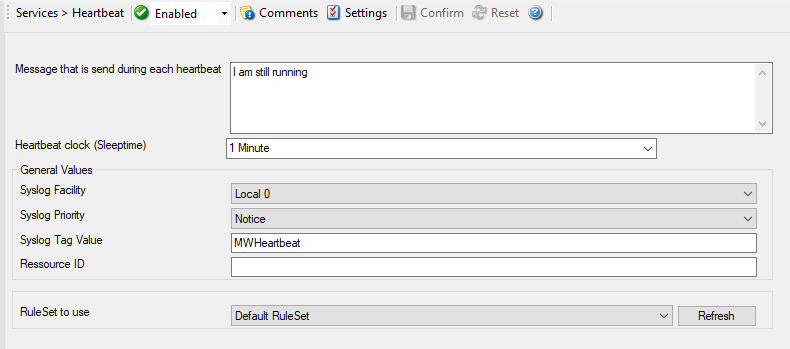 Services > Heartbeat Enabled Comments Settings Confirm Reset ?
Message that is send during each heartbeat I am still running
Heartbeat clock (Sleeptime) 1 Minute
General Values
Syslog Facility Local 0
Syslog Priority Notice
Syslog Tag Value MWHeartbeat
Ressource ID
RuleSet to use Default RuleSet Refresh